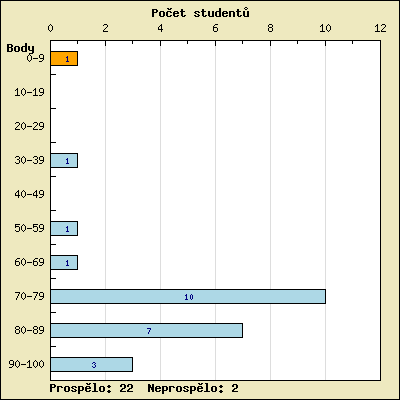 Počet studentů
0 2 4 6 8 10 12
Body
0-9 1
10-19
20-29
30-39 1
40-49
50-59 1
60-69 1
70-79 10
80-89 7
90-100 3
Prospělo: 22 Neprospělo: 2